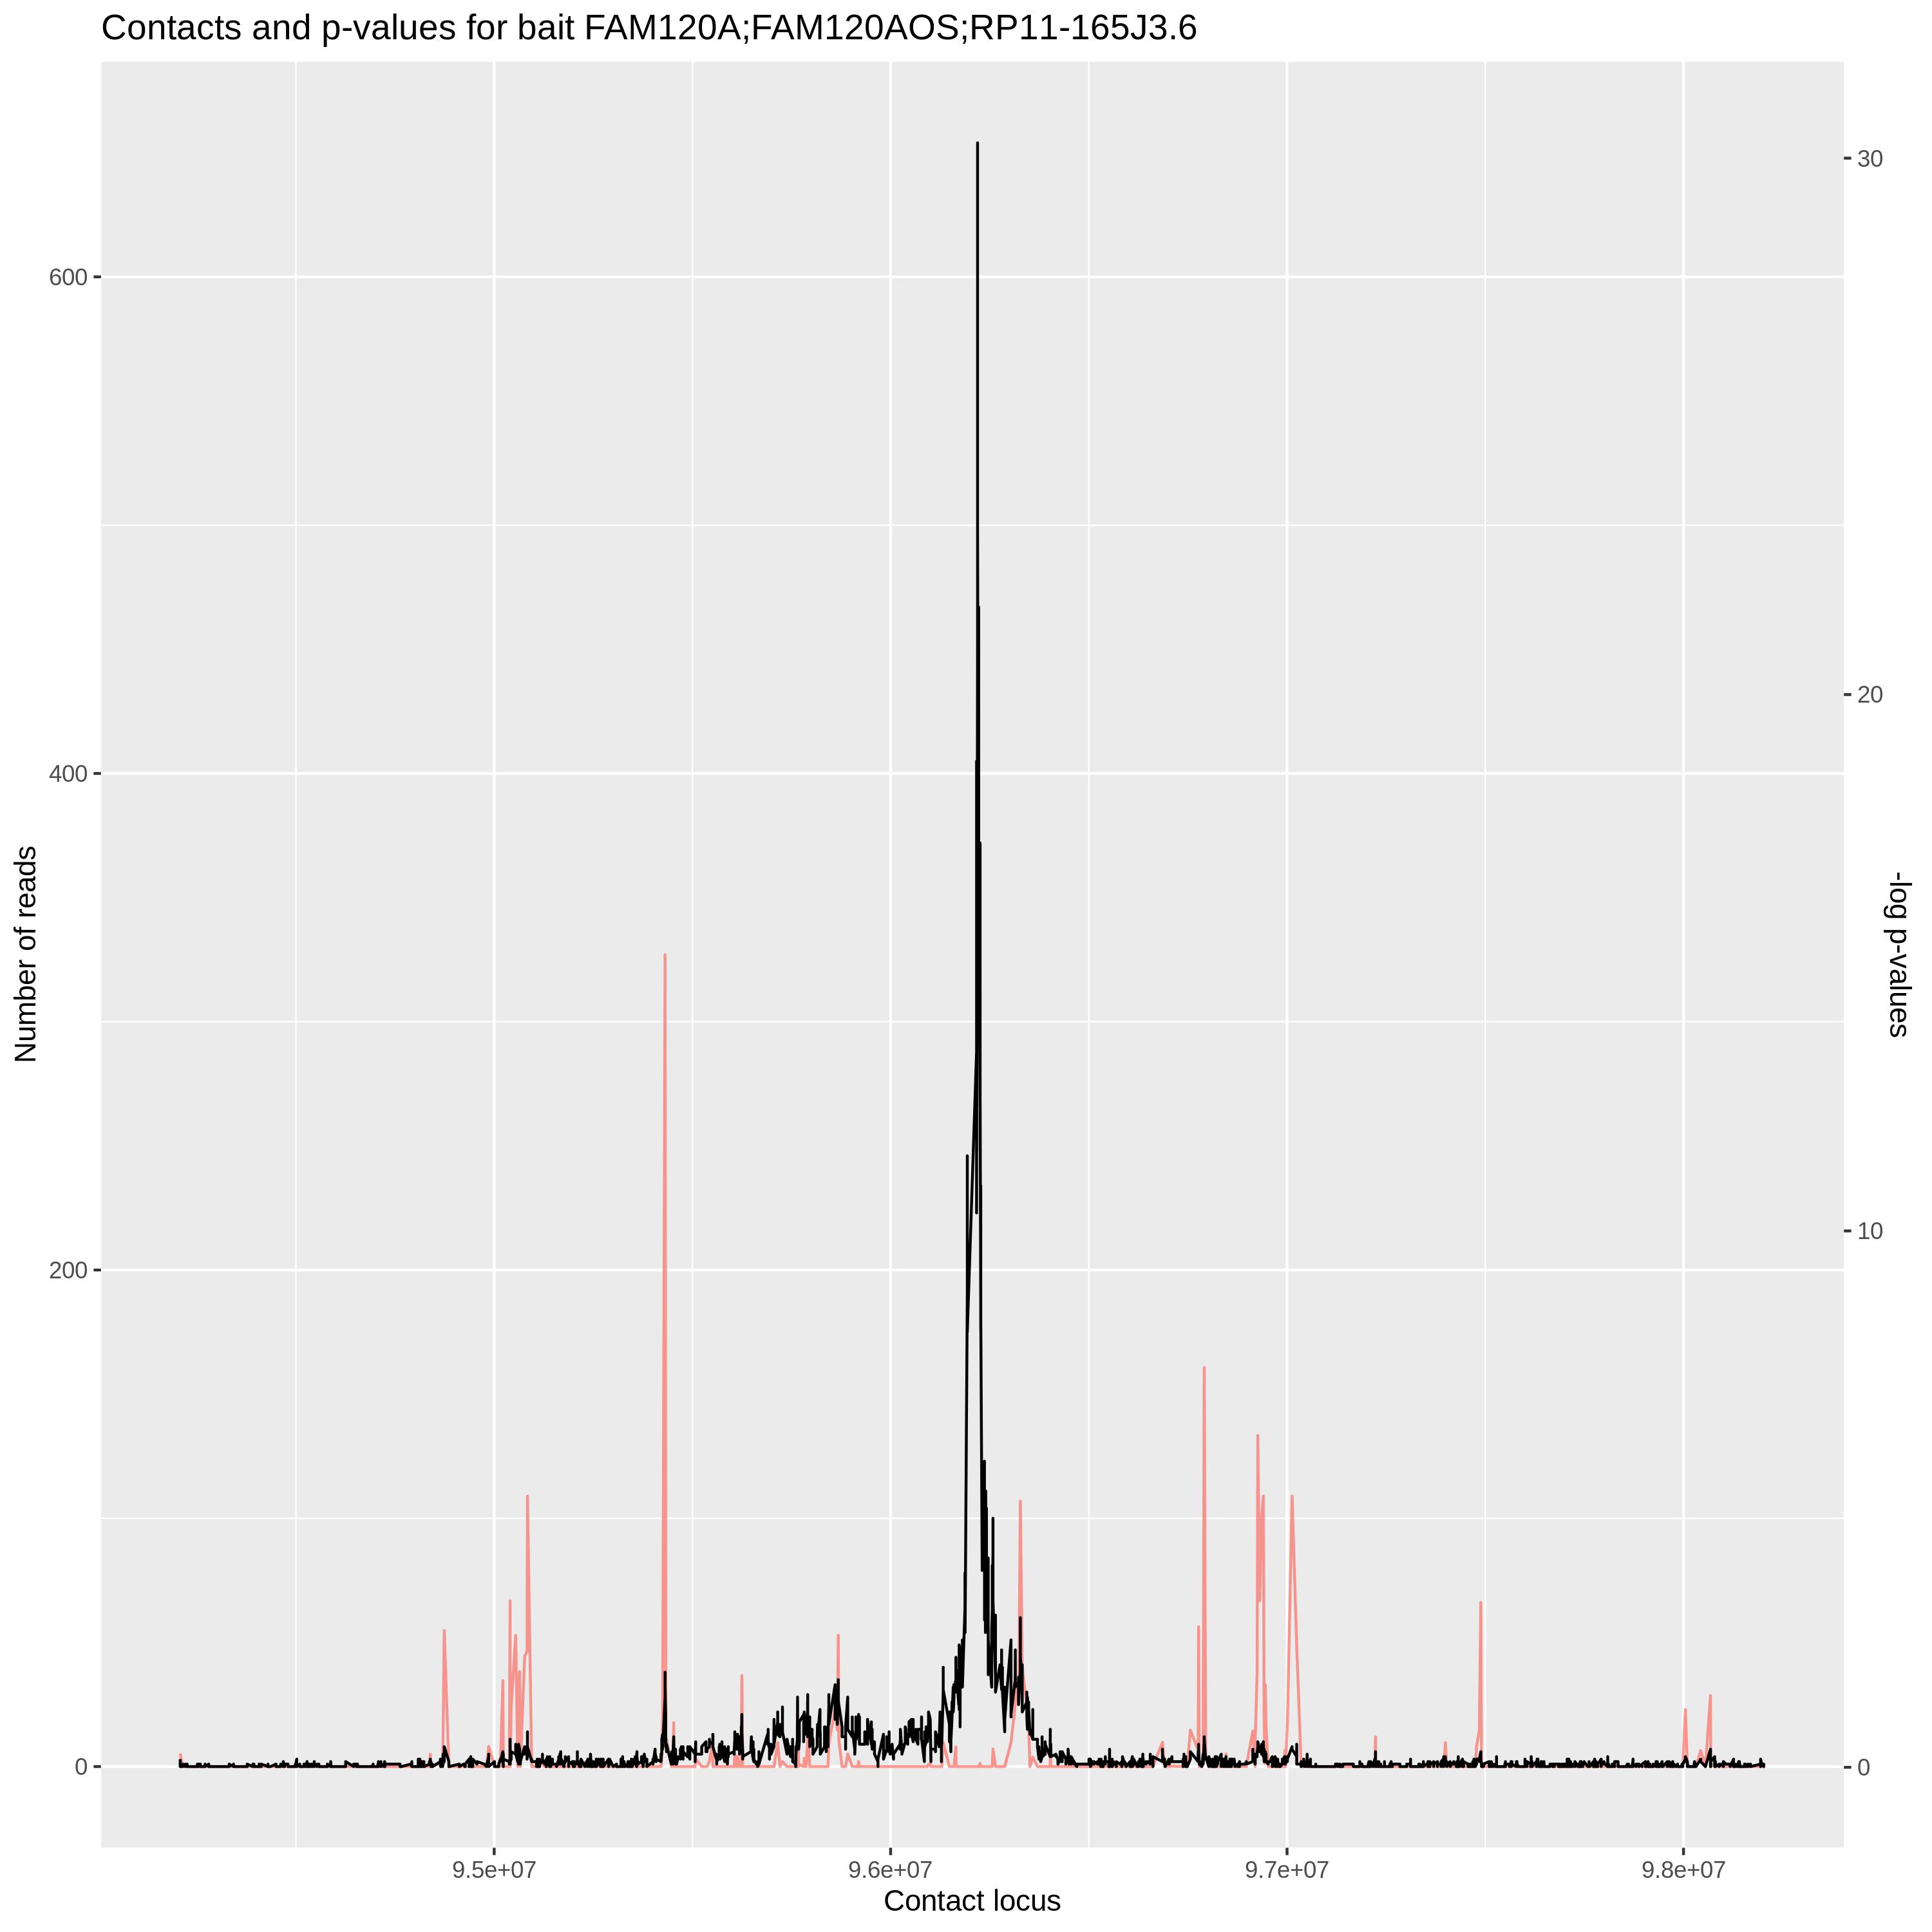 Contacts and p-values for bait FAM120A;FAM120AOS;RP11-165J3.6
Number of reads
600
400
200
0
30
20
10
0
-log p-values
9.5e+07
9.6e+07
9.7e+07
9.8e+07
Contact locus